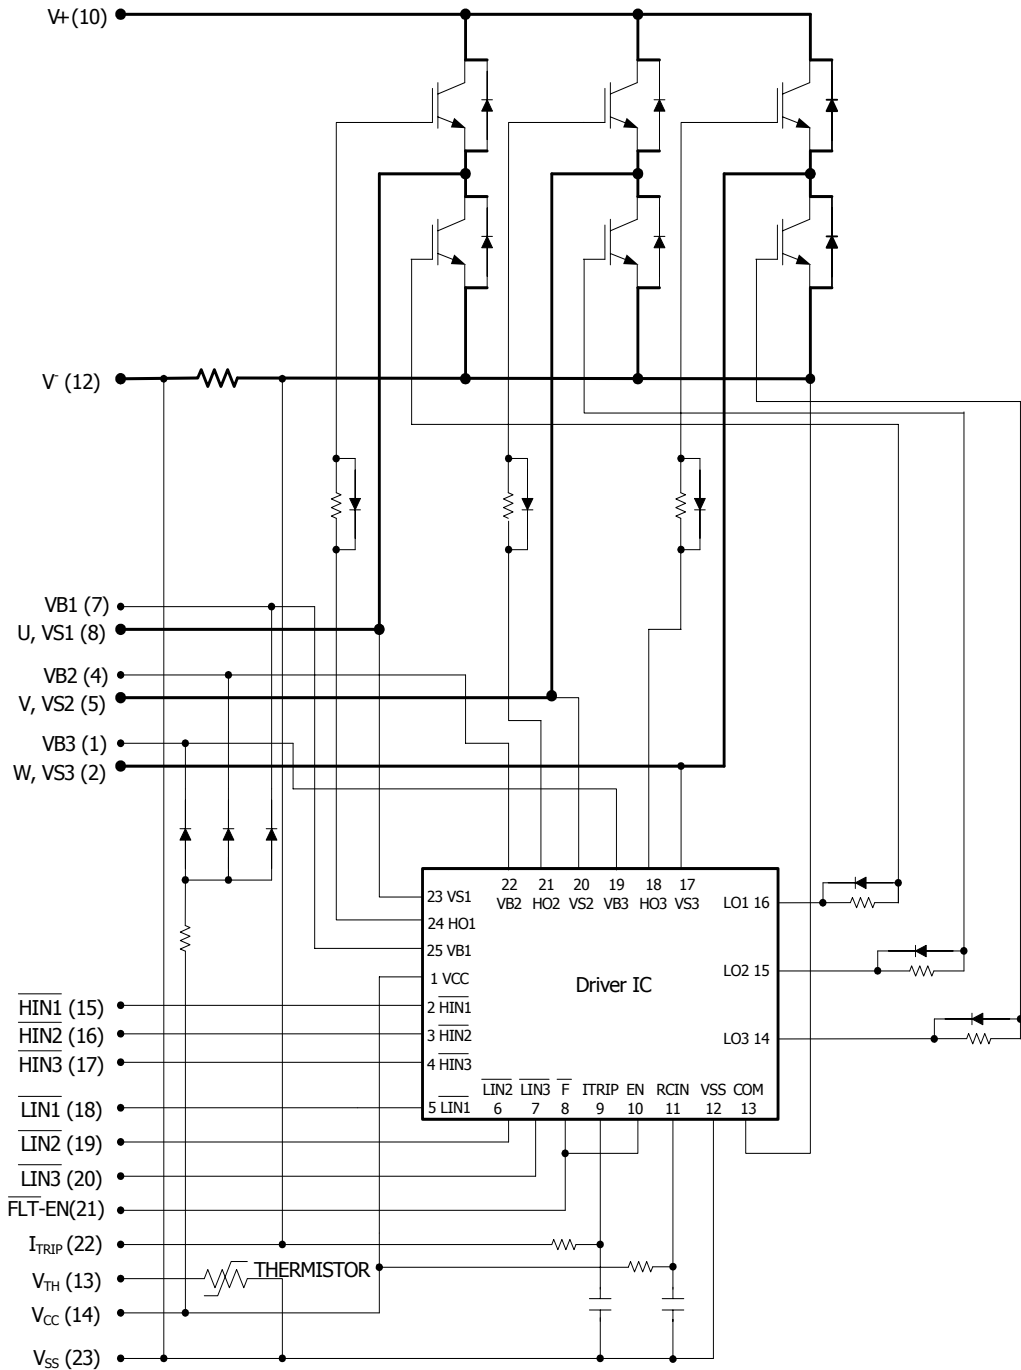 V+ (10)
V- (12)
VB1 (7)
U, VS1 (8)
VB2 (4)
V, VS2 (5)
VB3 (1)
W, VS3 (2)
22 21 20 19 18 17
VB2 HO2 VS2 VB3 HO3 VS3
23 VS1
24 HO1
25 VB1
1 VCC
2 HIN1
3 HIN2
4 HIN3
5 LIN1
Driver IC
LO1 16
LO2 15
LO3 14
LIN2 LIN3 F ITRIP EN RCIN VSS COM
6 7 8 9 10 11 12 13
HIN1 (15)
HIN2 (16)
HIN3 (17)
LIN1 (18)
LIN2 (19)
LIN3 (20)
FLT-EN(21)
ITRIP (22)
THERMISTOR
VTH (13)
VCC (14)
VSS (23)